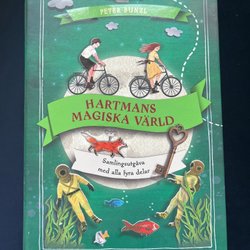 PETER BUNZL
HARTMANS
MAGISKA VÄRLD
Samlingsutgåva
med alla fyra delar